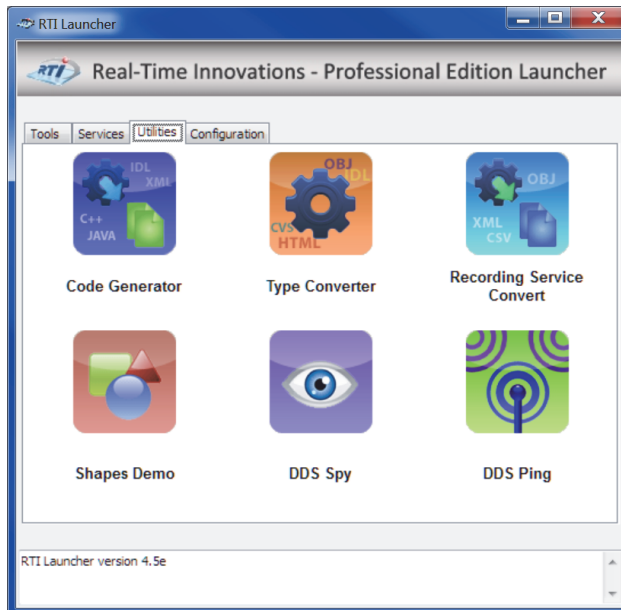 RTI Launcher
RTI Real-Time Innovations - Professional Edition Launcher
Tools Services Utilities Configuration
IDL
XML
C++
JAVA
OBJ
IDL
CVS
HTML
OBJ
XML
CSV
Code Generator
Type Converter
Recording Service
Convert
Shapes Demo
DDS Spy
DDS Ping
RTI Launcher version 4.5e